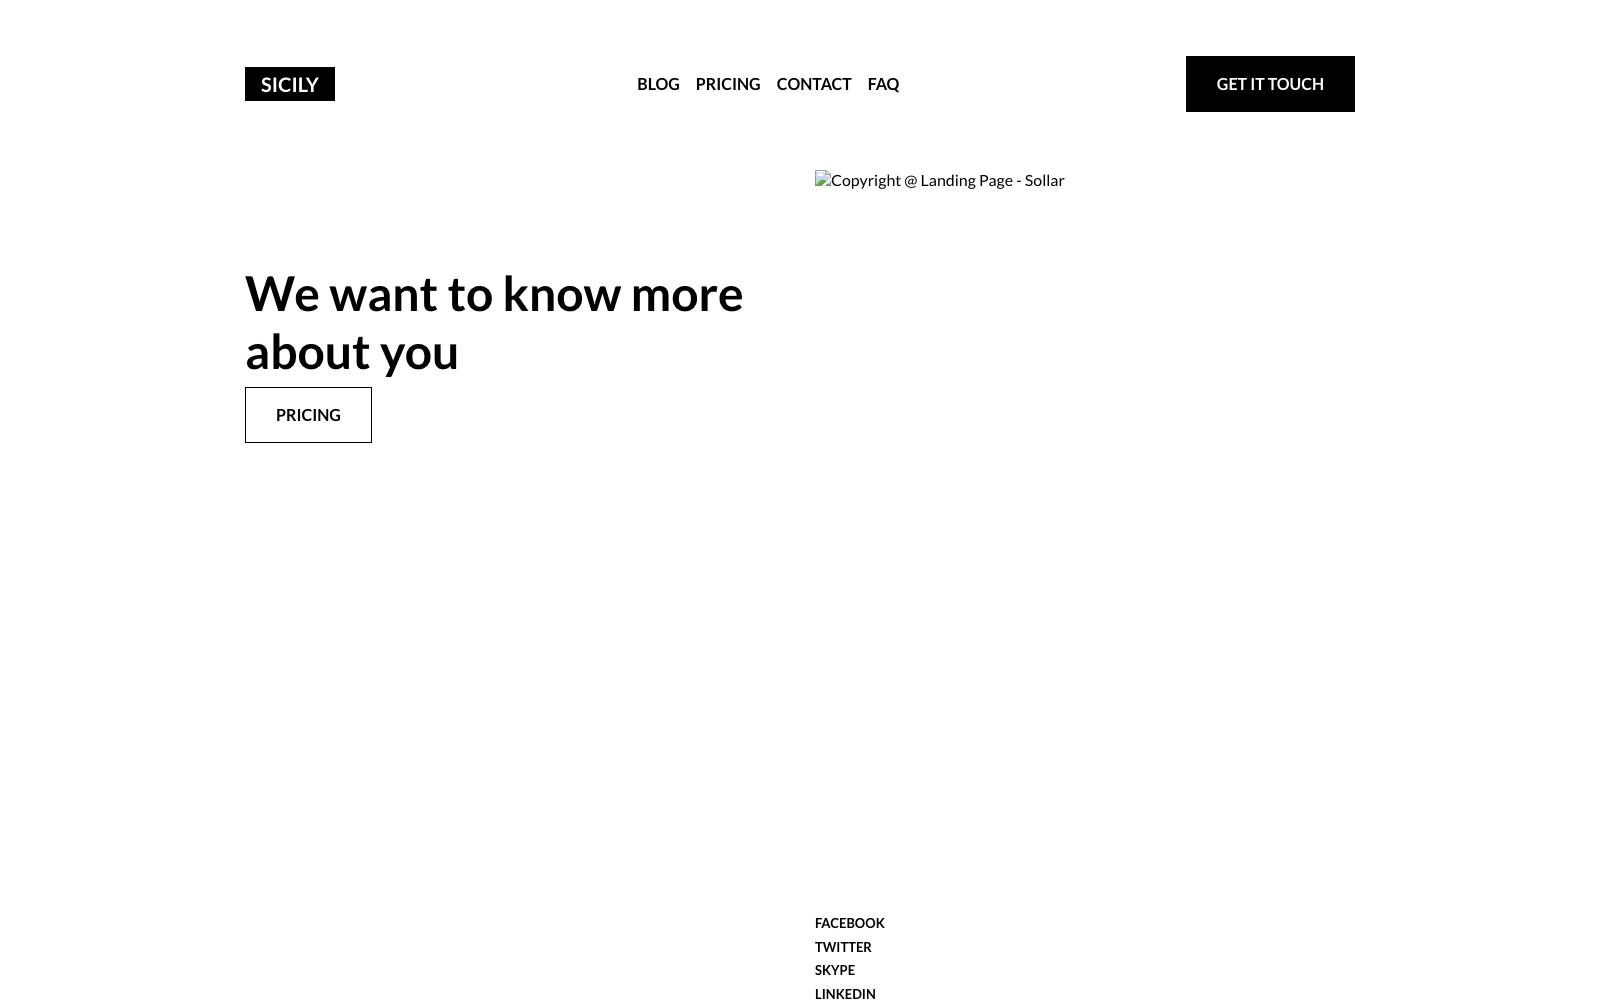 SICILY
BLOG PRICING CONTACT FAQ
GET IT TOUCH
Copyright @ Landing Page - Sollar
We want to know more
about you
PRICING
FACEBOOK
TWITTER
SKYPE
LINKEDIN